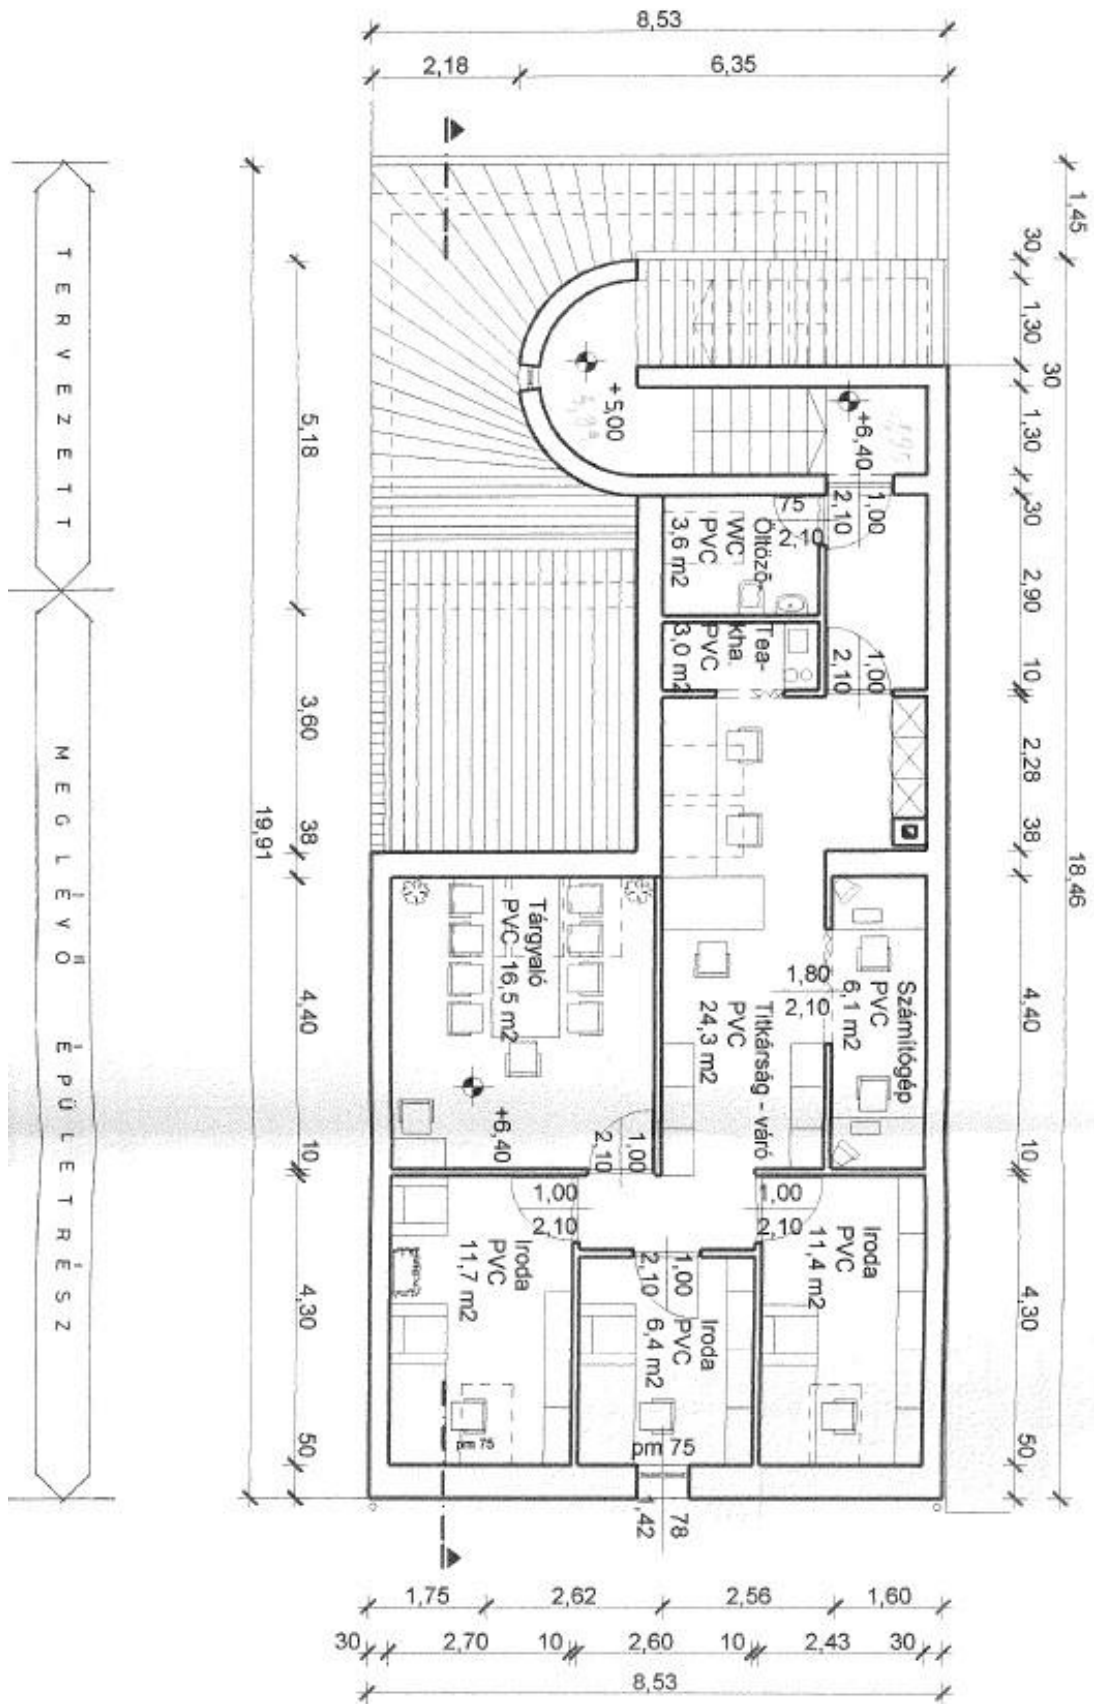 8,53
2,18
6,35
1,45
30
1,30
30
1,30
30
2,90
10
2,28
38
4,40
10
4,30
50
18,46
19,91
5,18
3,60
38
4,40
10
4,30
50
TERVEZETT
MEGLÉVŐ ÉPÜLETRÉSZ
+5,00
+6,40
1,00
2,10
75
2,10
Öltöző-
WC
PVC
3,6 m2
Tea-
kha.
PVC
3,0 m2
1,00
2,10
Tárgyaló
PVC 16,5 m2
+6,40
1,00
2,10
Titkárság - váró
PVC
24,3 m2
1,80
2,10
Számítógép
PVC
6,1 m2
1,00
2,10
Iroda
PVC
11,7 m2
pm 75
1,00
2,10
Iroda
PVC
6,4 m2
pm 75
1,00
2,10
Iroda
PVC
11,4 m2
78
1,42
1,75
2,62
2,56
1,60
30
2,70
10
2,60
10
2,43
30
8,53